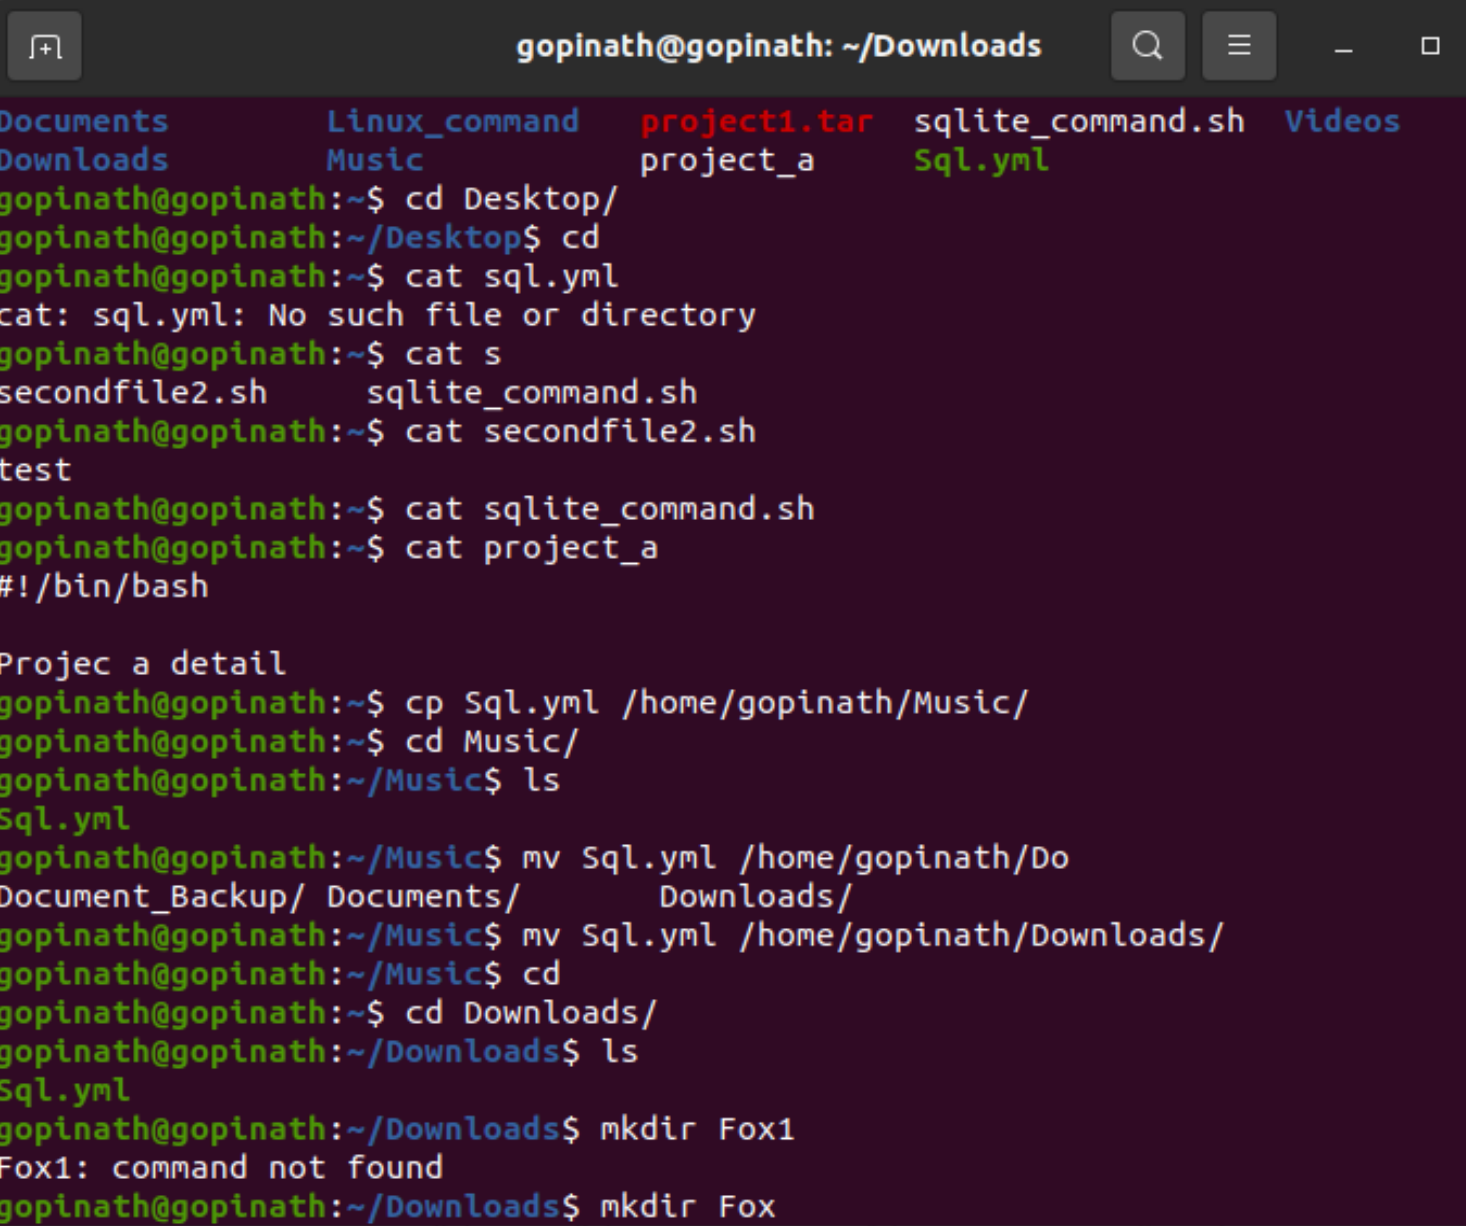 gopinath@gopinath: ~/Downloads
Documents Linux_command project1.tar sqlite_command.sh Videos
Downloads Music project_a Sql.yml
gopinath@gopinath:~$ cd Desktop/
gopinath@gopinath:~/Desktop$ cd
gopinath@gopinath:~$ cat sql.yml
cat: sql.yml: No such file or directory
gopinath@gopinath:~$ cat s
secondfile2.sh sqlite_command.sh
gopinath@gopinath:~$ cat secondfile2.sh
test
gopinath@gopinath:~$ cat sqlite_command.sh
gopinath@gopinath:~$ cat project_a
#!/bin/bash
Projec a detail
gopinath@gopinath:~$ cp Sql.yml /home/gopinath/Music/
gopinath@gopinath:~$ cd Music/
gopinath@gopinath:~/Music$ ls
Sql.yml
gopinath@gopinath:~/Music$ mv Sql.yml /home/gopinath/Do
Document_Backup/ Documents/ Downloads/
gopinath@gopinath:~/Music$ mv Sql.yml /home/gopinath/Downloads/
gopinath@gopinath:~/Music$ cd
gopinath@gopinath:~$ cd Downloads/
gopinath@gopinath:~/Downloads$ ls
Sql.yml
gopinath@gopinath:~/Downloads$ mkdir Fox1
Fox1: command not found
gopinath@gopinath:~/Downloads$ mkdir Fox